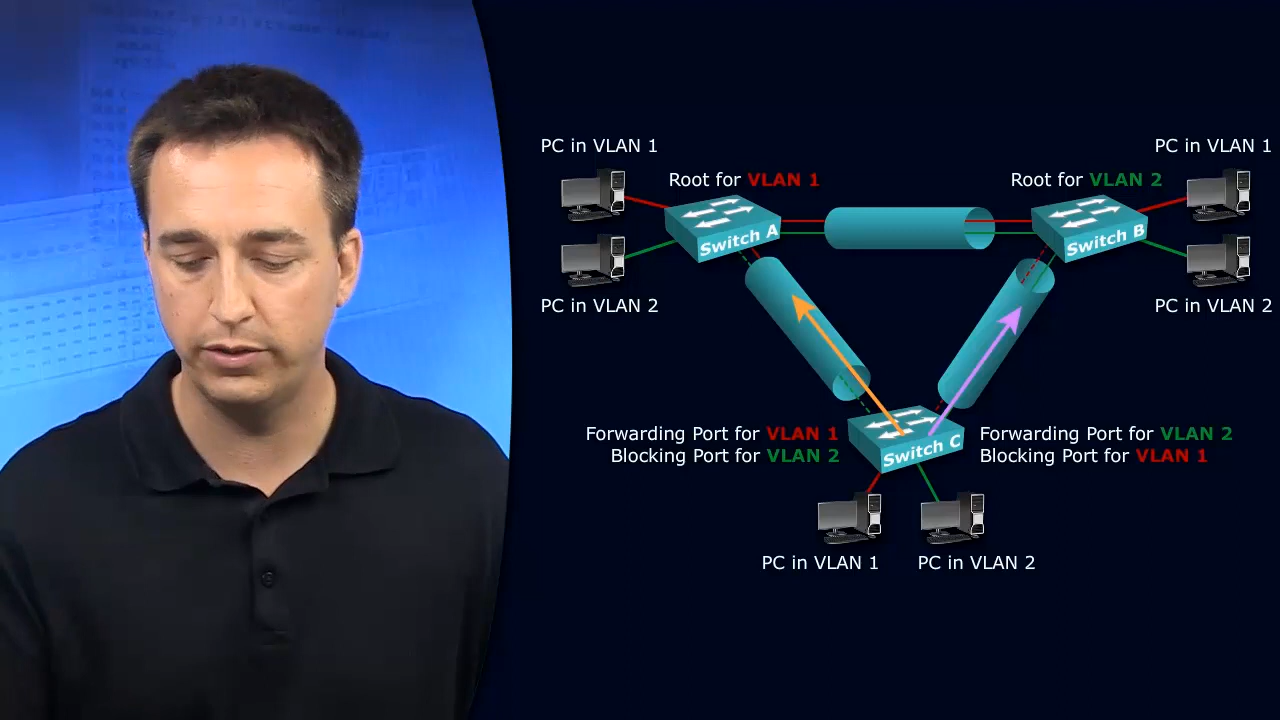 PC in VLAN 1
PC in VLAN 1
Root for VLAN 1
Root for VLAN 2
Switch A
Switch B
PC in VLAN 2
PC in VLAN 2
Forwarding Port for VLAN 1
Blocking Port for VLAN 2
Switch C
Forwarding Port for VLAN 2
Blocking Port for VLAN 1
PC in VLAN 1
PC in VLAN 2